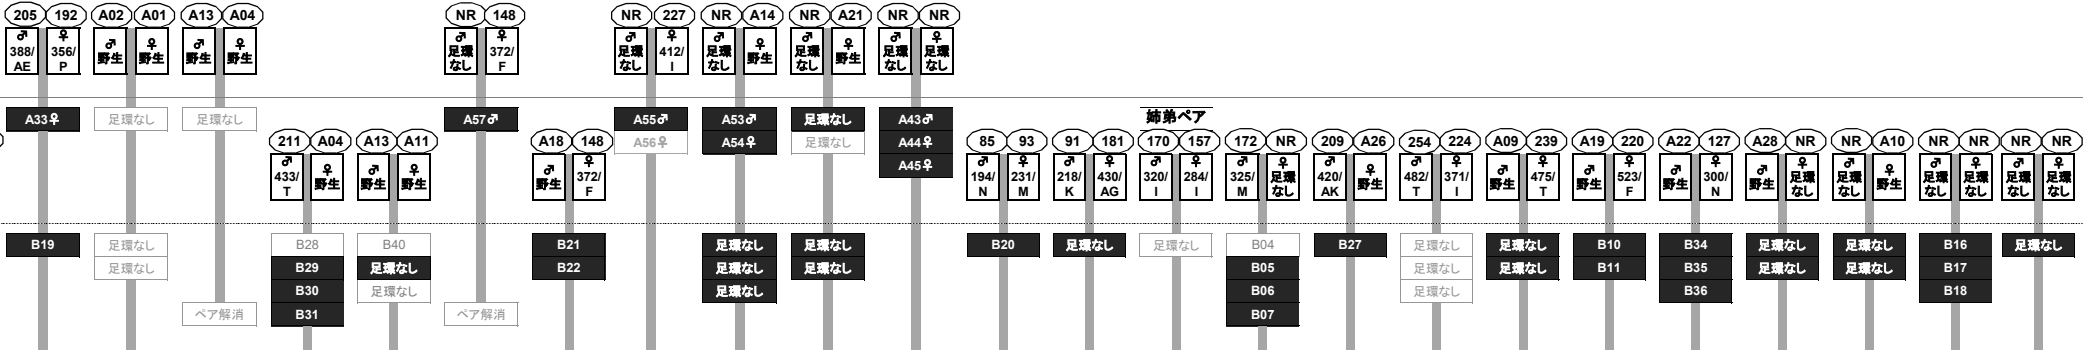 205 192 A02 A01 A13 A04 NR 148 NR 227 NR A14 NR A21 NR NR
♂ 388/ AE ♀ 356/ P ♂ 野生 ♀ 野生 ♂ 野生 ♀ 野生 ♂ 足環 なし ♀ 372/ F ♂ 足環 なし ♀ 412/ I ♂ 足環 なし ♀ 野生 ♂ 足環 なし ♀ 野生 ♂ 足環 なし ♀ 足環 なし
A33♀ 足環なし 足環なし A57♂ A55♂ A53♂ 足環なし A43♂ 姉弟ペア
A56♀ A54♀ 足環なし A44♀
A45♀
211 A04 A13 A11 A18 148 85 93 91 181 170 157 172 NR 209 A26 254 224 A09 239 A19 220 A22 127 A28 NR NR A10 NR NR NR NR
♂ 433/ T ♀ 野生 ♂ 野生 ♀ 野生 ♂ 野生 ♀ 372/ F ♂ 194/ N ♀ 231/ M ♂ 218/ K ♀ 430/ AG ♂ 320/ I ♀ 284/ I ♂ 325/ M ♀ 足環 なし ♂ 420/ AK ♀ 野生 ♂ 482/ T ♀ 371/ I ♂ 野生 ♀ 475/ T ♂ 野生 ♀ 523/ F ♂ 野生 ♀ 300/ N ♂ 野生 ♀ 足環 なし ♂ 足環 なし ♀ 野生 ♂ 足環 なし ♀ 足環 なし ♂ 足環 なし ♀ 足環 なし
B19 足環なし B28 B40 B21 足環なし 足環なし B20 足環なし 足環なし B04 B27 足環なし 足環なし B10 B34 足環なし 足環なし B16 足環なし
足環なし B29 足環なし B22 足環なし 足環なし B05 足環なし 足環なし B11 B35 足環なし 足環なし B17
B30 足環なし 足環なし B06 足環なし B36 B18
ペア解消 B31 ペア解消 B07